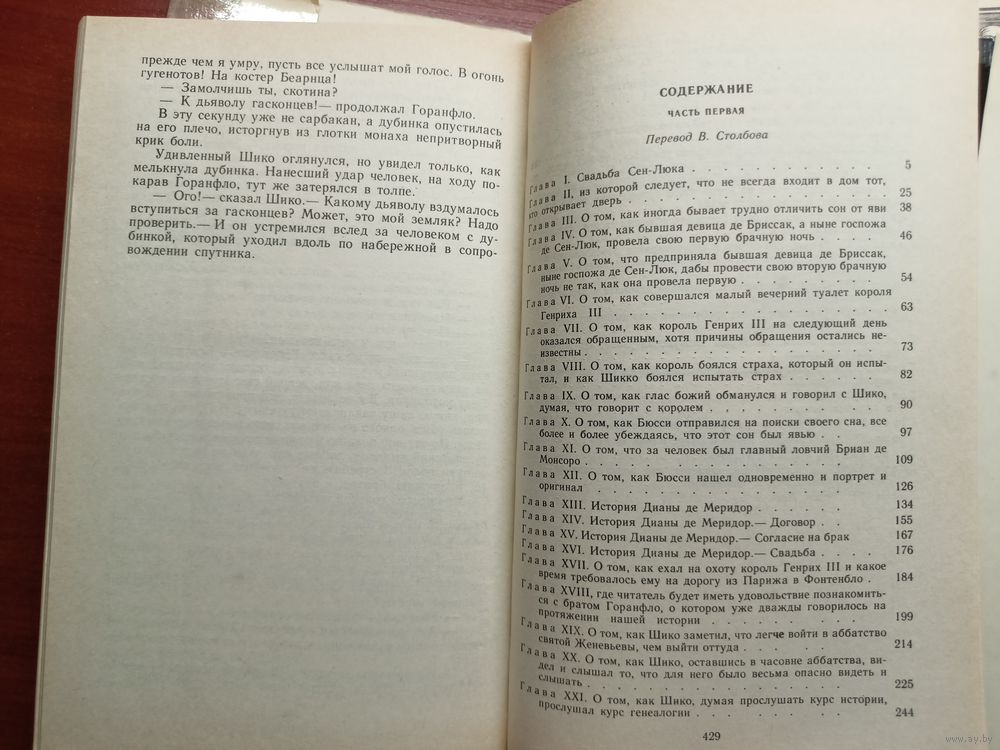 прежде чем я умру, пусть все услышат мой голос. В огонь
гугенотов! На костер Беарнца!
— Замолчишь ты, скотина?
— К дьяволу гасконцев!— продолжал Горанфло.
В эту секунду уже не сарбакан, а дубинка опустилась
на его плечо, исторгнув из глотки монаха непритворный
крик боли.
Удивленный Шико оглянулся, но увидел только, как
мелькнула дубинка. Нанесший удар человек, на ходу по-
карав Горанфло, тут же затерялся в толпе.
— Ого!— сказал Шико.— Какому дьяволу вздумалось
вступиться за гасконцев? Может, это мой земляк? Надо
проверить.— И он устремился вслед за человеком с ду-
бинкой, который уходил вдоль по набережной в сопро-
вождении спутника.
СОДЕРЖАНИЕ
ЧАСТЬ ПЕРВАЯ
Перевод В. Столбова
Глава I. Свадьба Сен-Люка . . . . . . . . . . 5
Глава II, из которой следует, что не всегда входит в дом тот,
кто открывает дверь . . . . . . . . . . . . 25
Глава III. О том, как иногда бывает трудно отличить сон от яви 38
Глава IV. О том, как бывшая девица де Бриссак, а ныне госпожа
де Сен-Люк, провела свою первую брачную ночь . . . . 46
Глава V. О том, что предприняла бывшая девица де Бриссак,
ныне госпожа де Сен-Люк, дабы провести свою вторую брачную
ночь не так, как она провела первую . . . . . . . 54
Глава VI. О том, как совершался малый вечерний туалет короля
Генриха III . . . . . . . . . . . . . . 63
Глава VII. О том, как король Генрих III на следующий день
оказался обращенным, хотя причины обращения остались не-
известны . . . . . . . . . . . . . . . 73
Глава VIII. О том, как король боялся страха, который он испы-
тал, и как Шикко боялся испытать страх . . . . . 82
Глава IX. О том, как глас божий обманулся и говорил с Шико,
думая, что говорит с королем . . . . . . . . . 90
Глава X. О том, как Бюсси отправился на поиски своего сна, все
более и более убеждаясь, что этот сон был явью . . . 97
Глава XI. О том, что за человек был главный ловчий Бриан де
Монсоро . . . . . . . . . . . . . . . 109
Глава XII. О том, как Бюсси нашел одновременно и портрет и
оригинал . . . . . . . . . . . . . . . 126
Глава XIII. История Дианы де Меридор . . . . . . 134
Глава XIV. История Дианы де Меридор.— Договор . . 155
Глава XV. История Дианы де Меридор.— Согласие на брак 167
Глава XVI. История Дианы де Меридор.— Свадьба . . . 176
Глава XVII. О том, как ехал на охоту король Генрих III и какое
время требовалось ему на дорогу из Парижа в Фонтенбло . 184
Глава XVIII, где читатель будет иметь удовольствие познакомить-
ся с братом Горанфло, о котором уже дважды говорилось на
протяжении нашей истории . . . . . . . . . . 199
Глава XIX. О том, как Шико заметил, что легче войти в аббатство
святой Женевьевы, чем выйти оттуда . . . . . . 214
Глава XX. О том, как Шико, оставшись в часовне аббатства, ви-
дел и слышал то, что для него было весьма опасно видеть и
слышать . . . . . . . . . . . . . . . 225
Глава XXI. О том, как Шико, думая прослушать курс истории,
прослушал курс генеалогии . . . . . . . . . . 244
429
www.ay.by